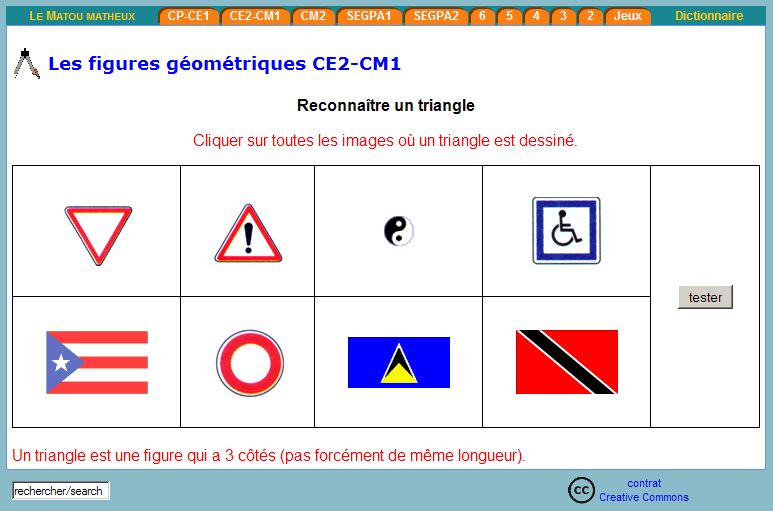 LE MATOU MATHEUX CP-CE1 CE2-CM1 CM2 SEGPA1 SEGPA2 6 5 4 3 2 Jeux Dictionnaire
Les figures géométriques CE2-CM1
Reconnaître un triangle
Cliquer sur toutes les images où un triangle est dessiné.
!
tester
Un triangle est une figure qui a 3 côtés (pas forcément de même longueur).
rechercher/search
cc contrat
Creative Commons